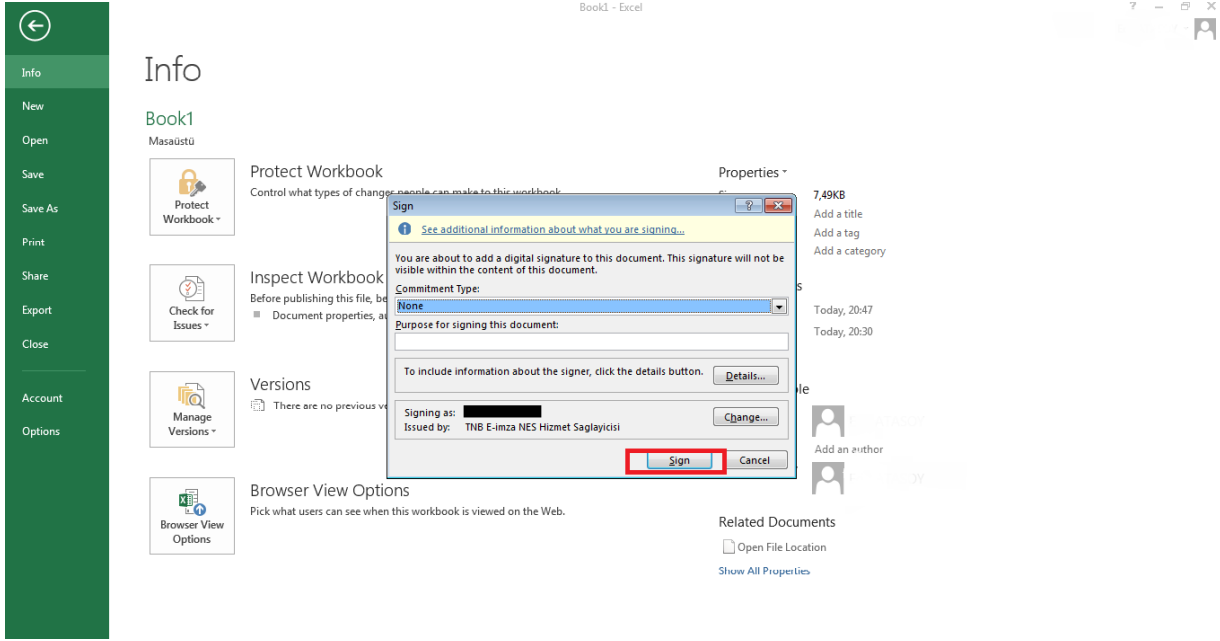 Book1 - Excel
?
Info
New
Open
Save
Save As
Print
Share
Export
Close
Account
Options
Info
Book1
Masaüstü
Protect Workbook
Protect Workbook
Control what types of changes people can make to this workbook.
Inspect Workbook
Check for Issues
Before publishing this file, be
Document properties, au
Versions
Manage Versions
There are no previous ve
Browser View Options
Browser View Options
Pick what users can see when this workbook is viewed on the Web.
Sign
?
See additional information about what you are signing...
You are about to add a digital signature to this document. This signature will not be
visible within the content of this document.
Commitment Type:
None
Purpose for signing this document:
To include information about the signer, click the details button.
Details...
Signing as:
Change...
Issued by: TNB E-imza NES Hizmet Saglayicisi
Sign
Cancel
Properties
7,49KB
Add a title
Add a tag
Add a category
s
Today, 20:47
Today, 20:30
le
Add an author
Related Documents
Open File Location
Show All Properties